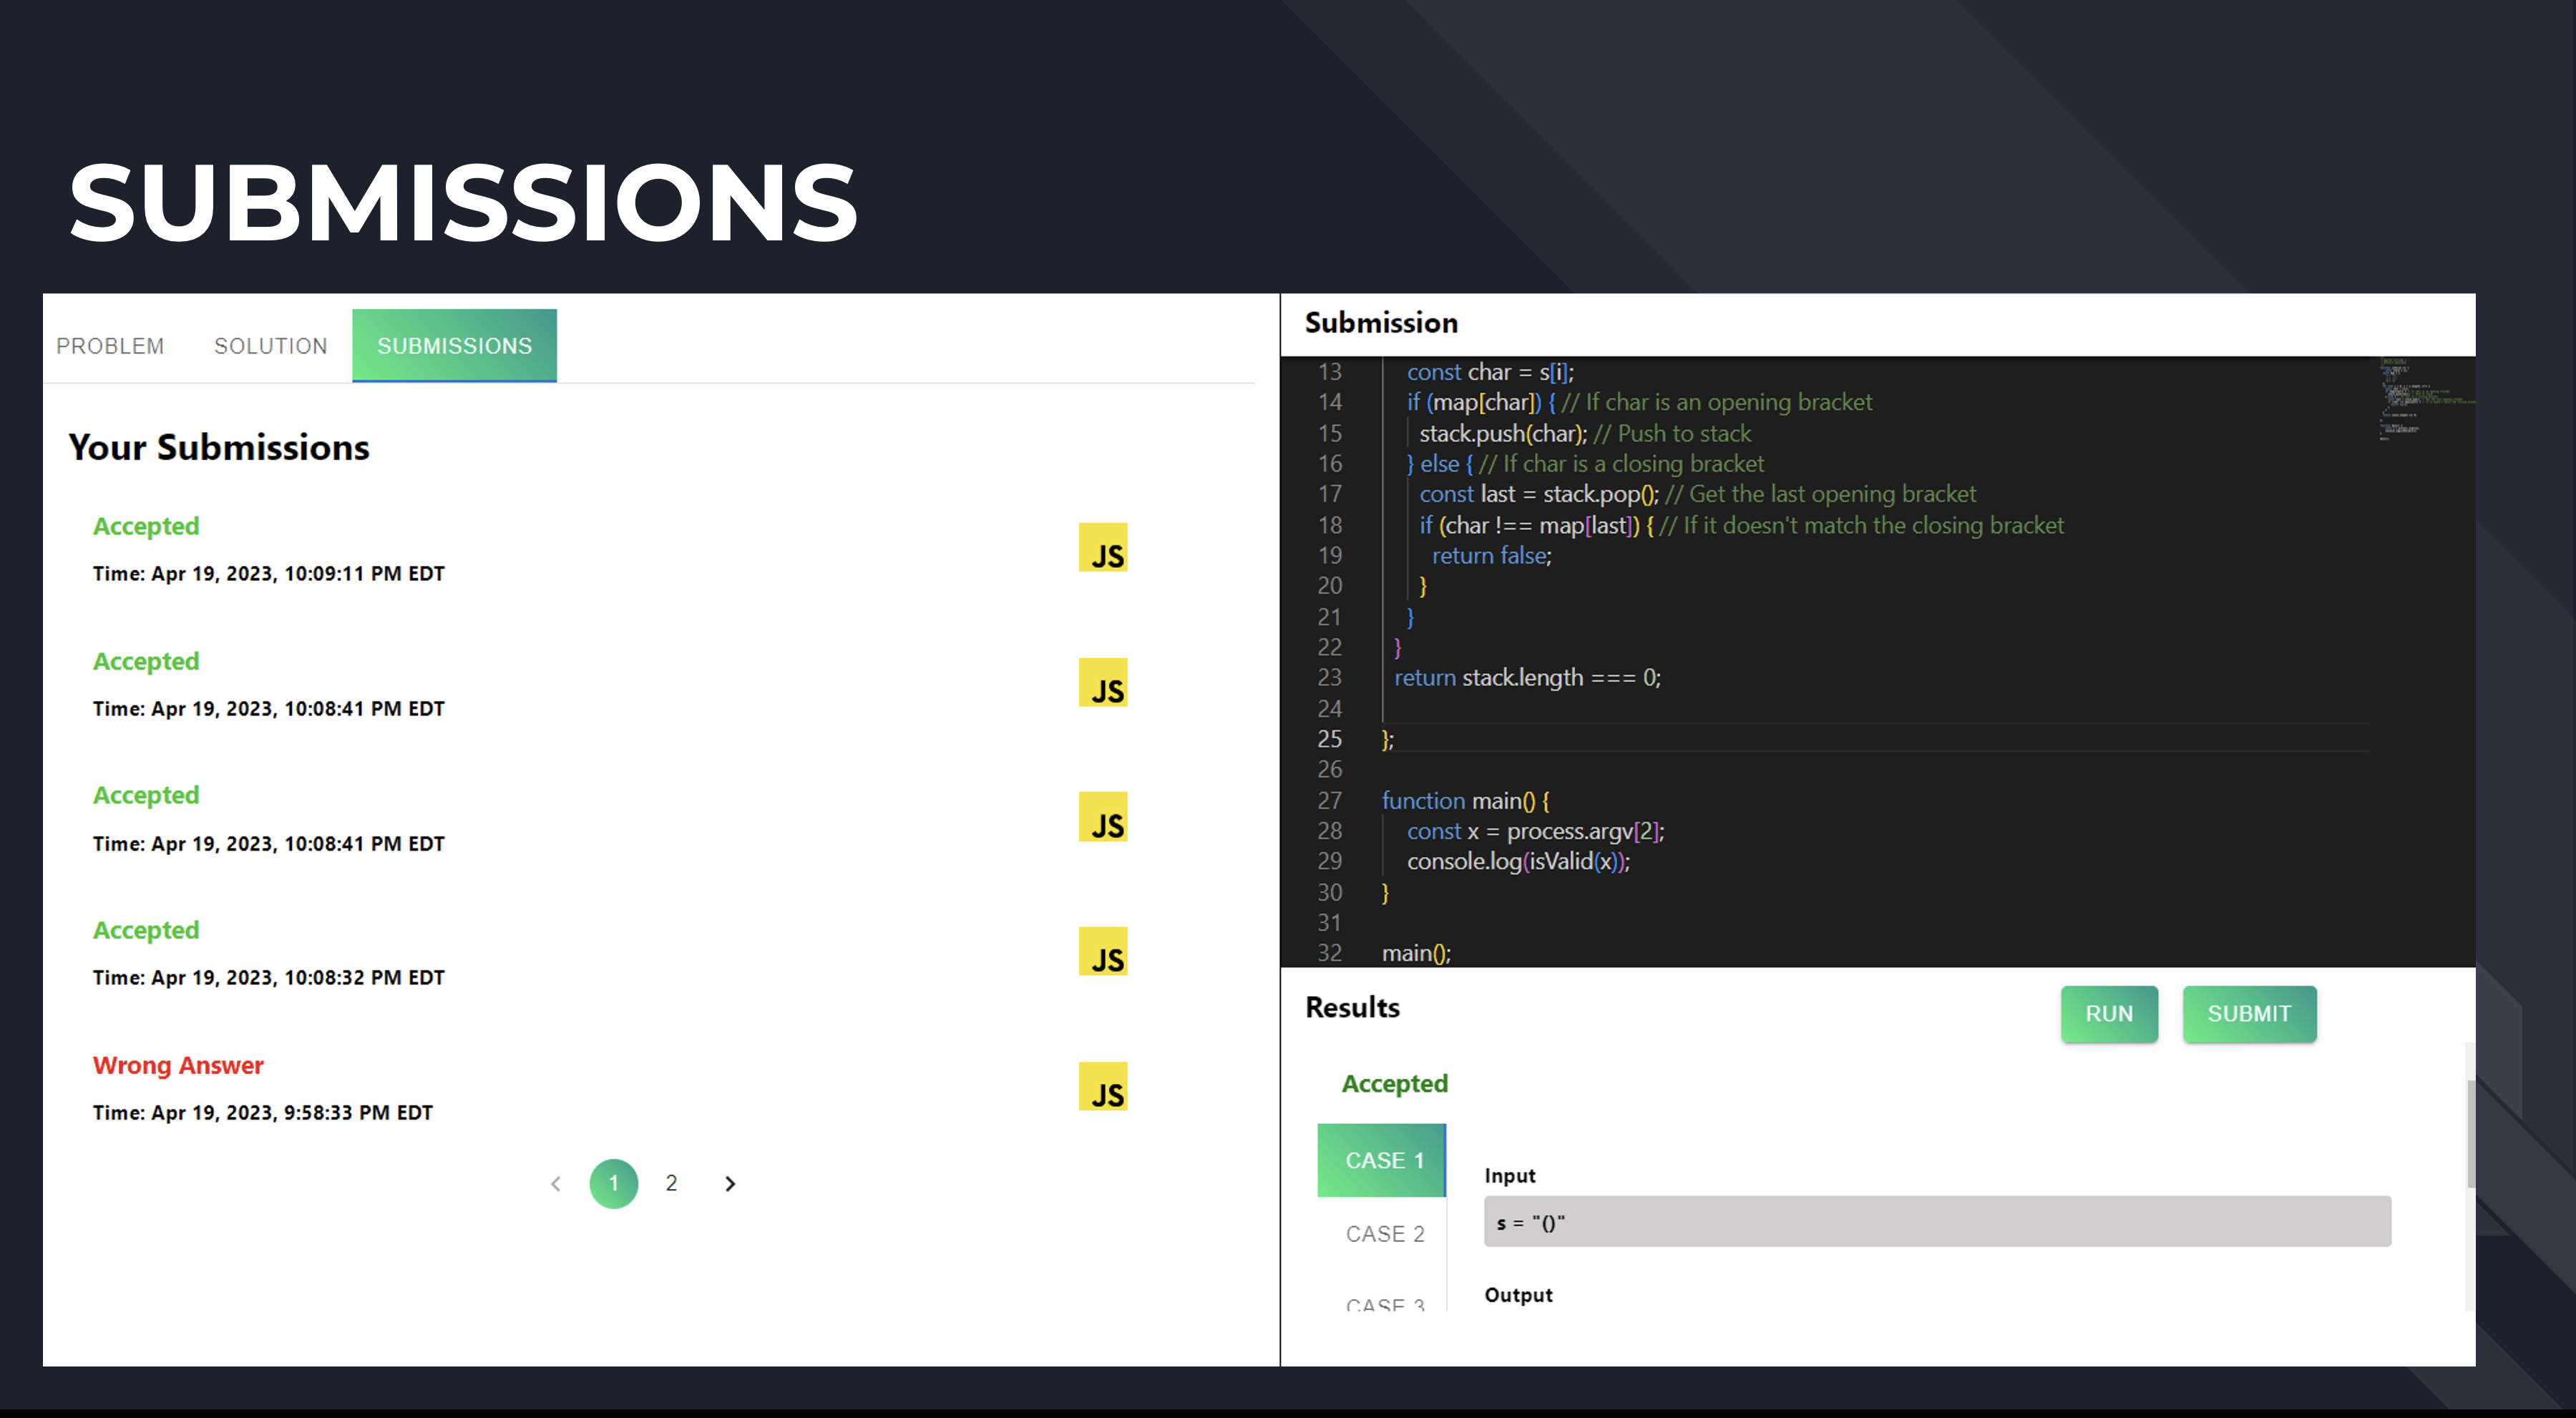 SUBMISSIONS
PROBLEM SOLUTION SUBMISSIONS
Your Submissions
Accepted
JS
Time: Apr 19, 2023, 10:09:11 PM EDT
Accepted
JS
Time: Apr 19, 2023, 10:08:41 PM EDT
Accepted
JS
Time: Apr 19, 2023, 10:08:41 PM EDT
Accepted
JS
Time: Apr 19, 2023, 10:08:32 PM EDT
Wrong Answer
JS
Time: Apr 19, 2023, 9:58:33 PM EDT
< 1 2 >
Submission
13 const char = s[i];
14 if (map[char]) { // If char is an opening bracket
15 stack.push(char); // Push to stack
16 } else { // If char is a closing bracket
17 const last = stack.pop(); // Get the last opening bracket
18 if (char !== map[last]) { // If it doesn't match the closing bracket
19 return false;
20 }
21 }
22 }
23 return stack.length === 0;
24
25 };
26
27 function main() {
28 const x = process.argv[2];
29 console.log(isValid(x));
30 }
31
32 main();
Results
RUN SUBMIT
Accepted
CASE 1
CASE 2
CASE 3
Input
s = "()"
Output